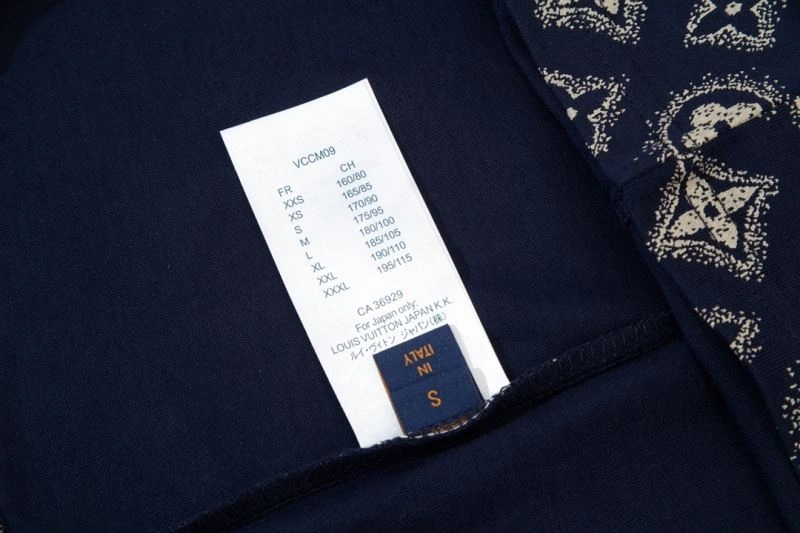 VCCM09
FR CH
XXS 160/80
XS 165/85
S 170/90
M 175/95
L 180/100
XL 185/105
XXL 190/110
XXXL 195/115
CA 36929
For Japan only:
LOUIS VUITTON JAPAN K.K.
ルイ・ヴィトン ジャパン(株)
S
IN
ITALY